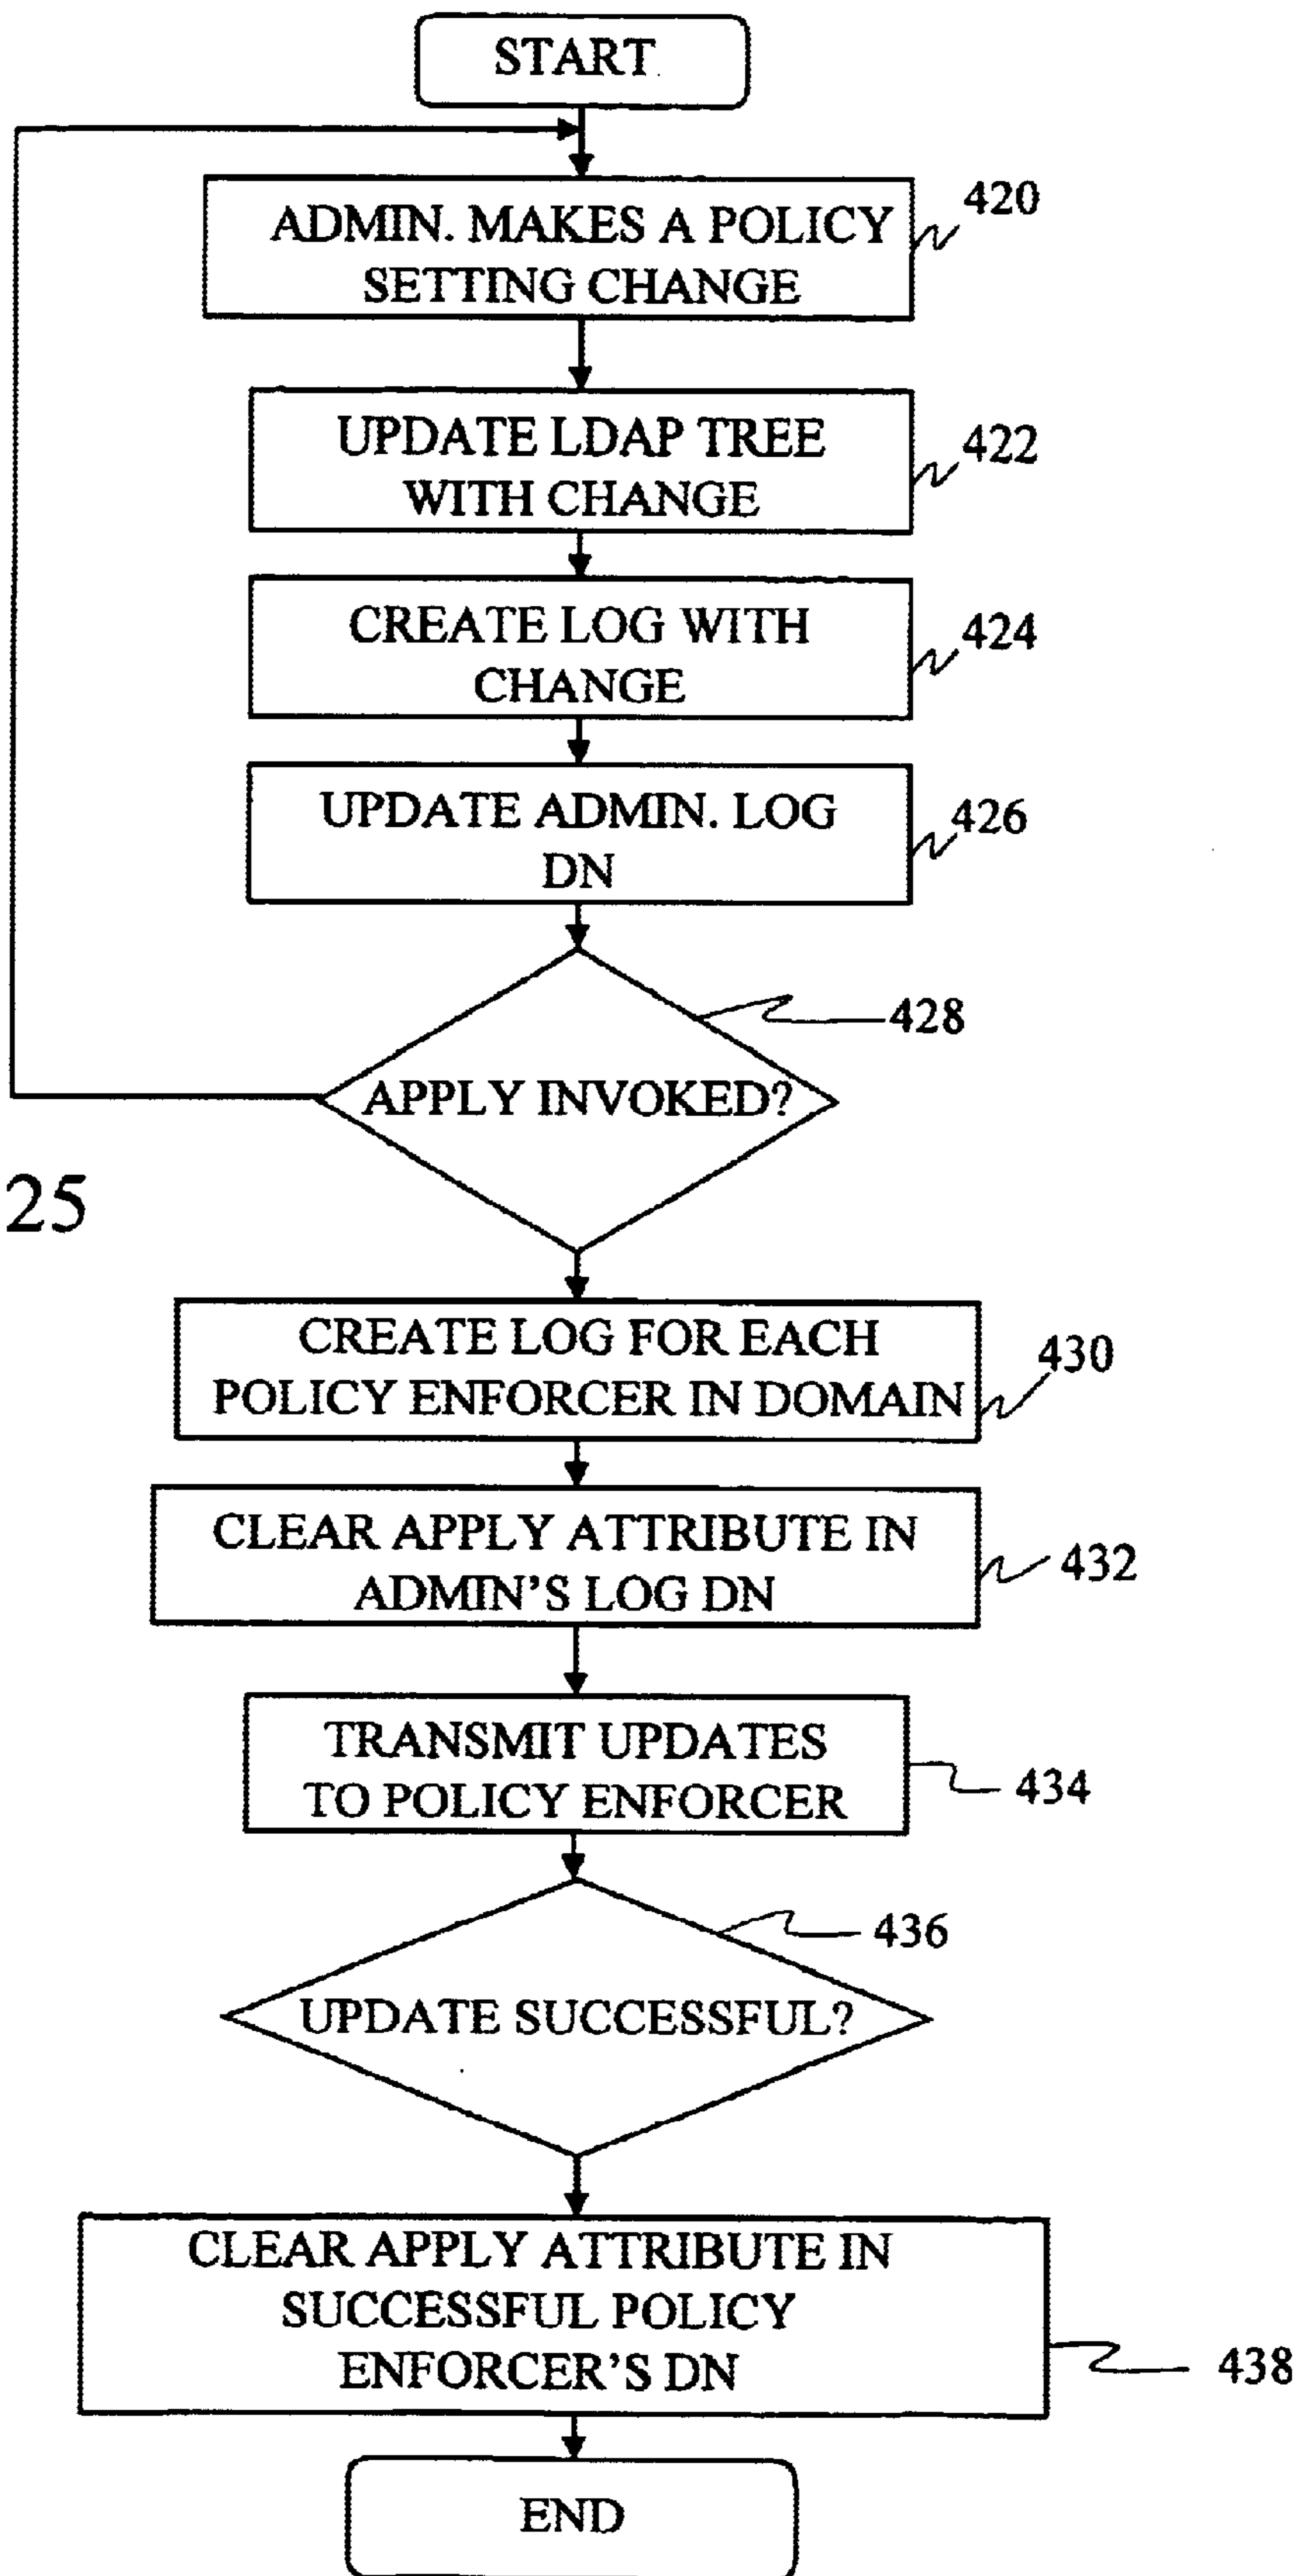 START
ADMIN. MAKES A POLICY
SETTING CHANGE
420
UPDATE LDAP TREE
WITH CHANGE
422
CREATE LOG WITH
CHANGE
424
UPDATE ADMIN. LOG
DN
426
428
APPLY INVOKED?
25
CREATE LOG FOR EACH
POLICY ENFORCER IN DOMAIN
430
CLEAR APPLY ATTRIBUTE IN
ADMIN'S LOG DN
432
TRANSMIT UPDATES
TO POLICY ENFORCER
434
436
UPDATE SUCCESSFUL?
CLEAR APPLY ATTRIBUTE IN
SUCCESSFUL POLICY
ENFORCER'S DN
438
END